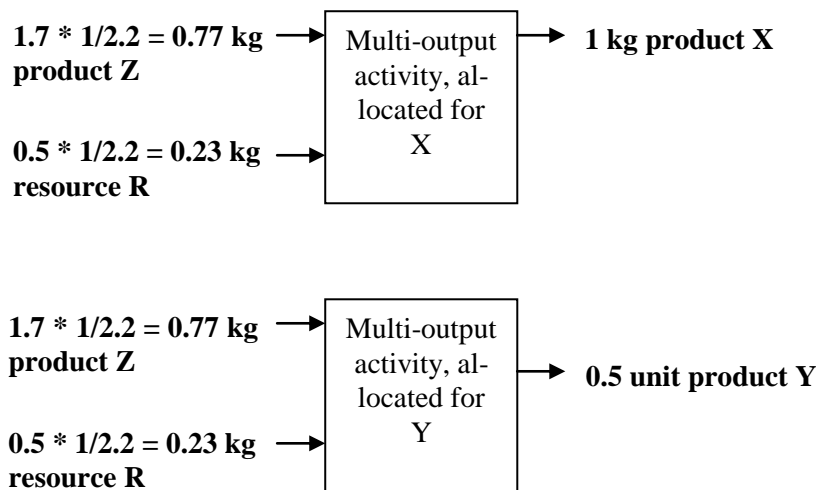 1.7 * 1/2.2 = 0.77 kg
product Z
0.5 * 1/2.2 = 0.23 kg
resource R
Multi-output
activity, al-
located for
X
1 kg product X
1.7 * 1/2.2 = 0.77 kg
product Z
0.5 * 1/2.2 = 0.23 kg
resource R
Multi-output
activity, al-
located for
Y
0.5 unit product Y